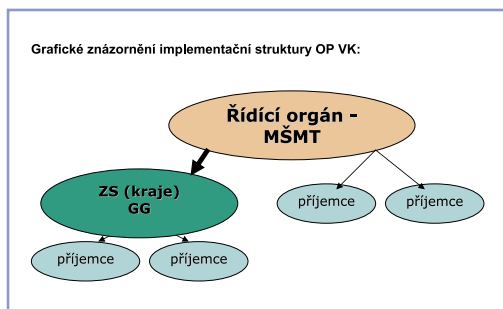 Grafické znázornění implementační struktury OP VK:
Řídící orgán -
MŠMT
ZS (kraje)
GG
příjemce
příjemce
příjemce
příjemce